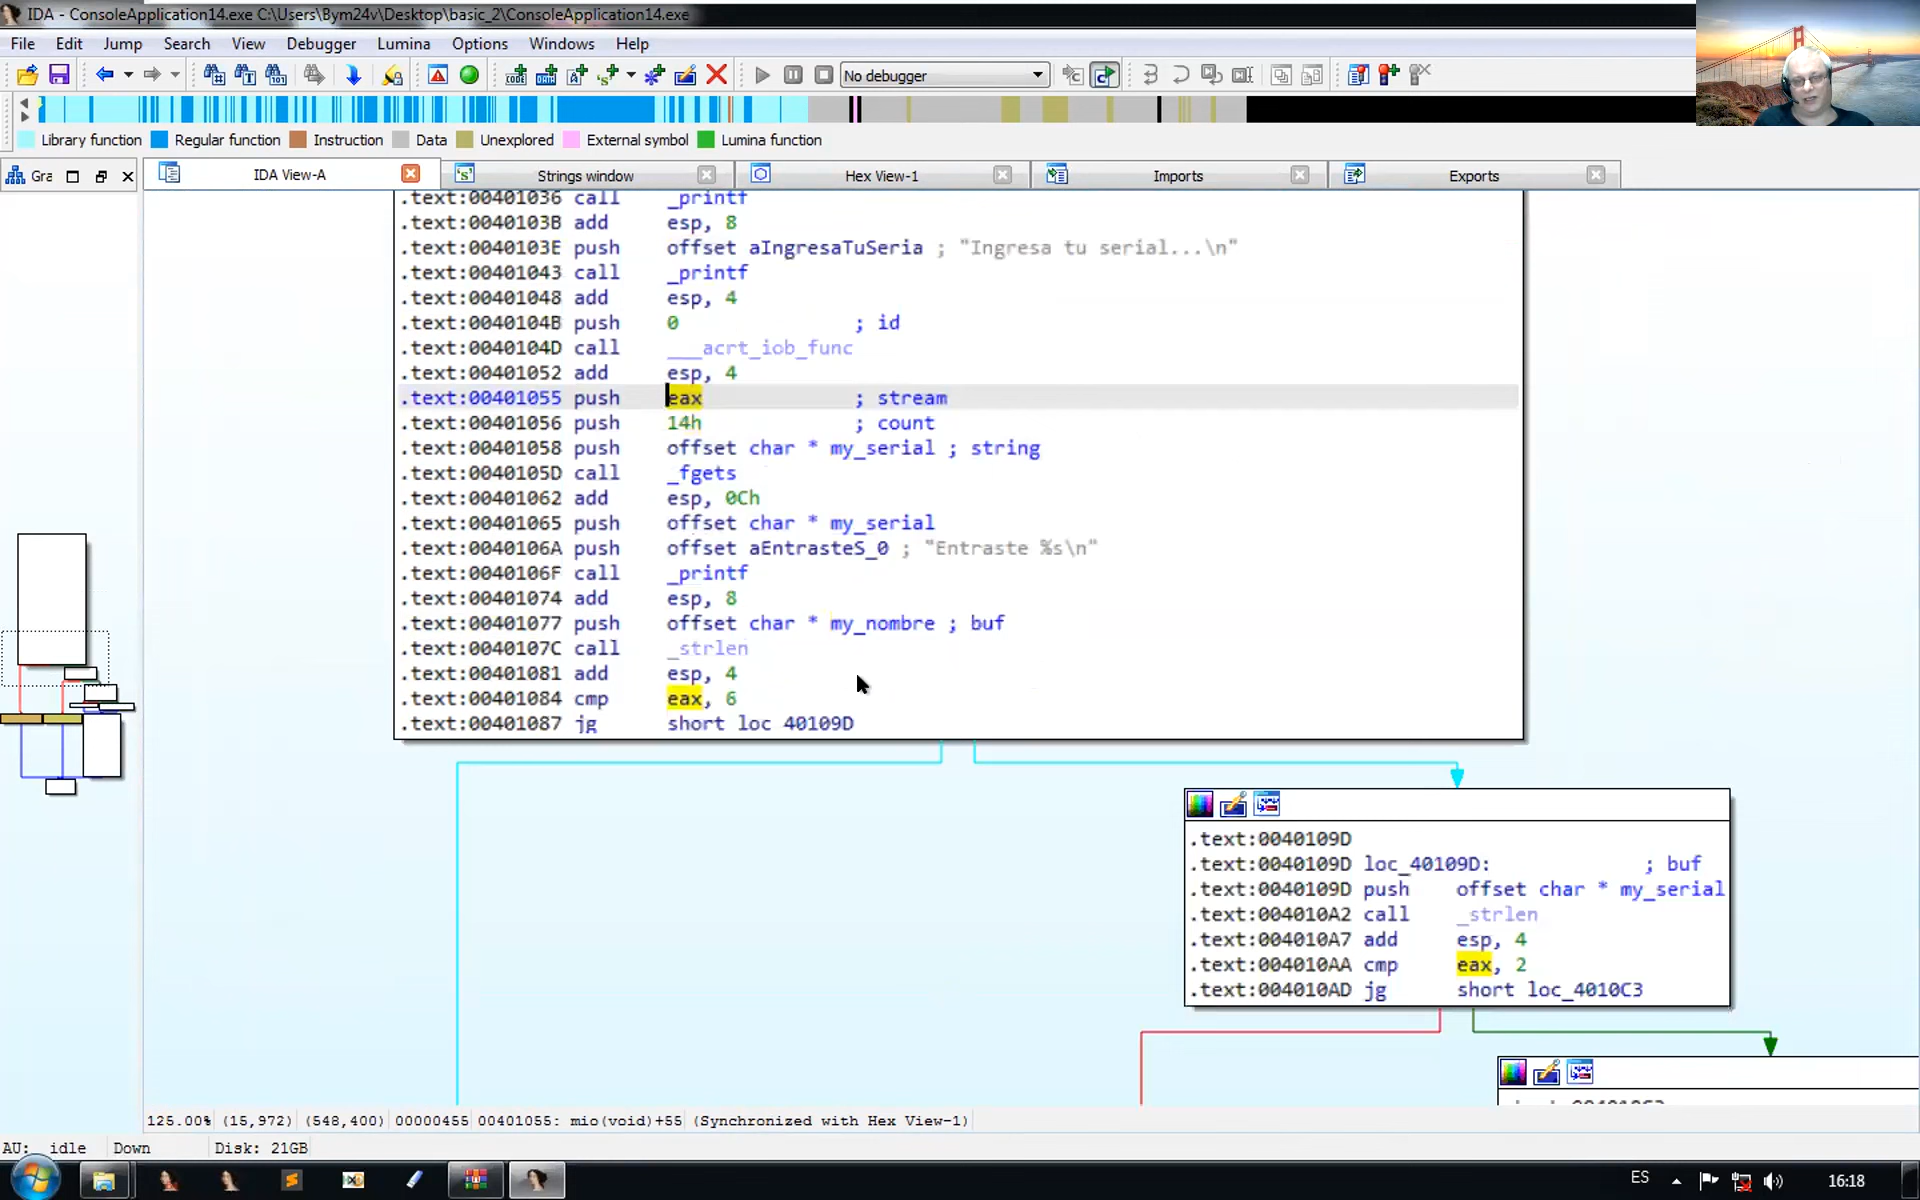 IDA - ConsoleApplication14.exe C:\Users\Bym24v\Desktop\basic_2\ConsoleApplication14.exe
File Edit Jump Search View Debugger Lumina Options Windows Help
No debugger
Library function Regular function Instruction Data Unexplored External symbol Lumina function
Gra IDA View-A Strings window Hex View-1 Imports Exports
.text:00401036 call _printf
.text:0040103B add esp, 8
.text:0040103E push offset aIngresaTuSeria ; "Ingresa tu serial...\n"
.text:00401043 call _printf
.text:00401048 add esp, 4
.text:0040104B push 0 ; id
.text:0040104D call ___acrt_iob_func
.text:00401052 add esp, 4
.text:00401055 push eax ; stream
.text:00401056 push 14h ; count
.text:00401058 push offset char * my_serial ; string
.text:0040105D call _fgets
.text:00401062 add esp, 0Ch
.text:00401065 push offset char * my_serial
.text:0040106A push offset aEntrasteS_0 ; "Entraste %s\n"
.text:0040106F call _printf
.text:00401074 add esp, 8
.text:00401077 push offset char * my_nombre ; buf
.text:0040107C call _strlen
.text:00401081 add esp, 4
.text:00401084 cmp eax, 6
.text:00401087 jg short loc_40109D
.text:0040109D
.text:0040109D loc_40109D: ; buf
.text:0040109D push offset char * my_serial
.text:004010A2 call _strlen
.text:004010A7 add esp, 4
.text:004010AA cmp eax, 2
.text:004010AD jg short loc_4010C3
125.00% (15,972) (548,400) 00000455 00401055: mio(void)+55 (Synchronized with Hex View-1)
AU: idle Down Disk: 21GB
ES 16:18